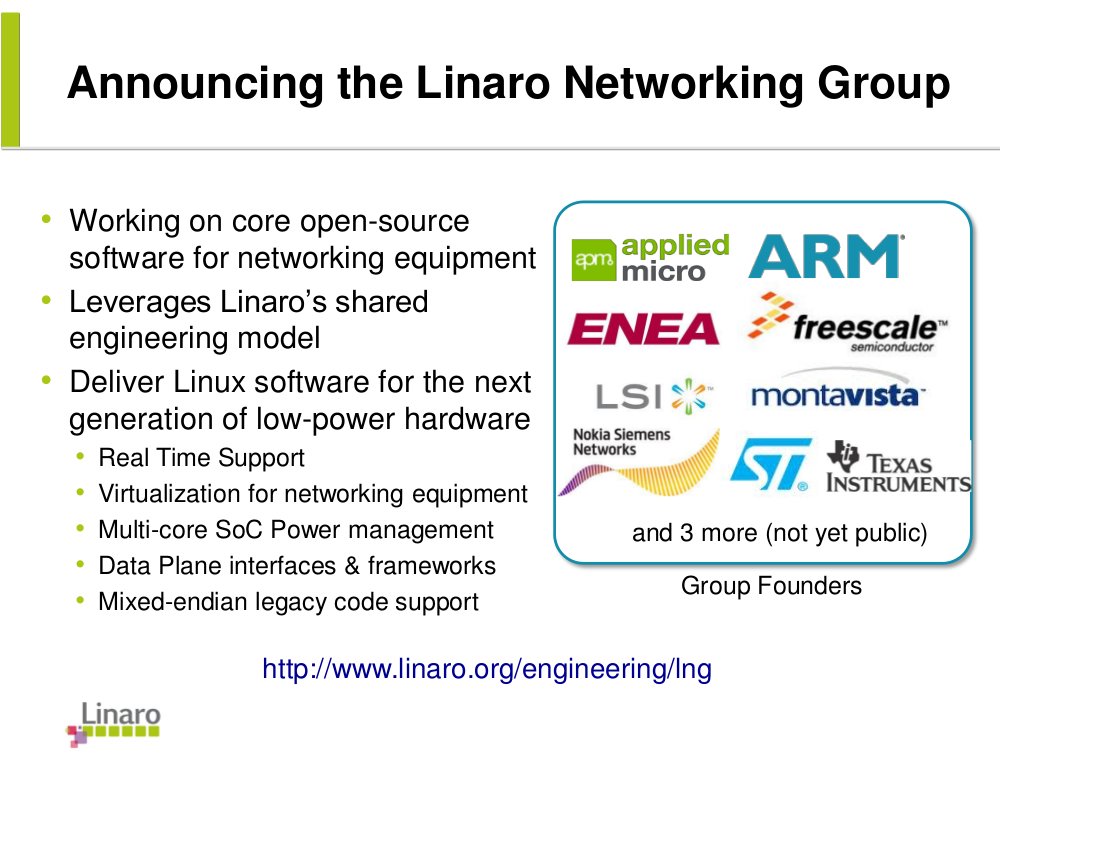 Announcing the Linaro Networking Group
• Working on core open-source
software for networking equipment
• Leverages Linaro’s shared
engineering model
• Deliver Linux software for the next
generation of low-power hardware
• Real Time Support
• Virtualization for networking equipment
• Multi-core SoC Power management
• Data Plane interfaces & frameworks
• Mixed-endian legacy code support
apm applied
micro
ARM®
ENEA
freescale™
semiconductor
LSI™
montavista™
Nokia Siemens
Networks
ST®
TEXAS
INSTRUMENTS
and 3 more (not yet public)
Group Founders
http://www.linaro.org/engineering/lng
Linaro